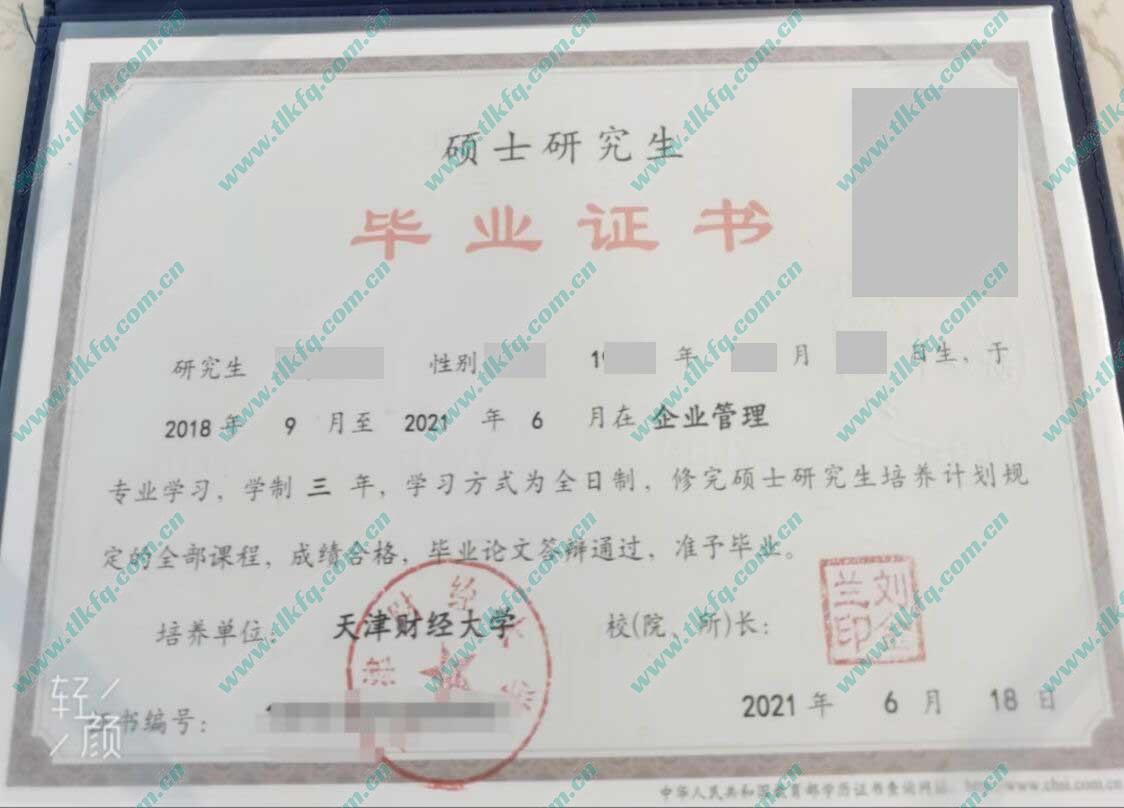 硕士研究生
毕业证书
研究生 性别 19 年 月 日生，于
2018 年 9 月至 2021 年 6 月在 企业管理
专业学习，学制 三 年，学习方式为全日制，修完硕士研究生培养计划规
定的全部课程，成绩合格，毕业论文答辩通过，准予毕业。
培养单位：天津财经大学 校(院、所)长：
刘金兰印
证书编号：
2021 年 6 月 18 日
轻颜
中华人民共和国教育部学历证书查询网址：http://www.chsi.com.cn
www.tlkfq.com.cn